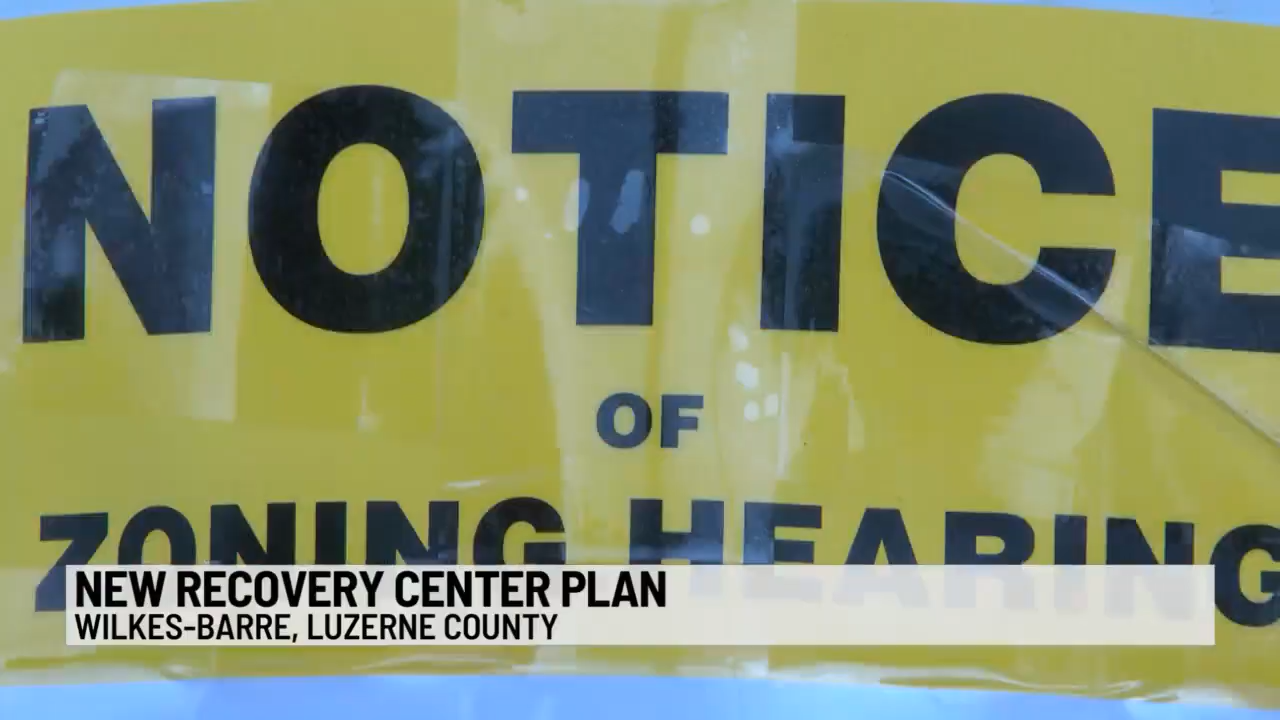 NOTICE
OF
ZONING HEARING
NEW RECOVERY CENTER PLAN
WILKES-BARRE, LUZERNE COUNTY